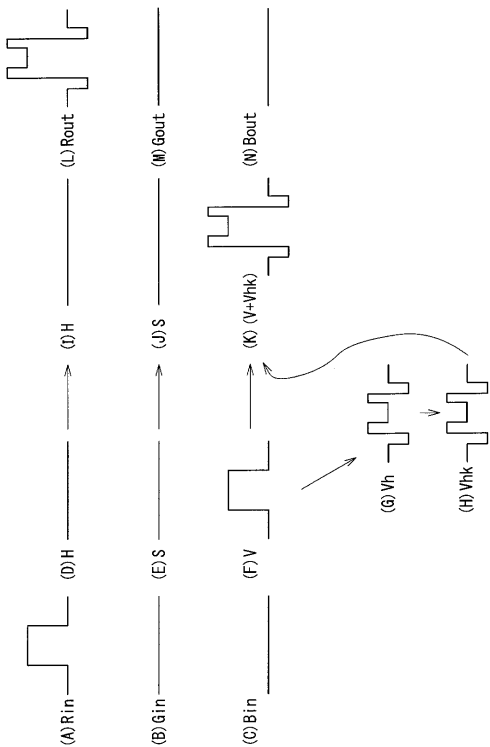 (A) Rin
(B) Gin
(C) Bin
(D) H
(E) S
(F) V
(G) Vh
(H) Vhk
(I) H
(J) S
(K) (V+Vhk)
(L) Rout
(M) Gout
(N) Bout